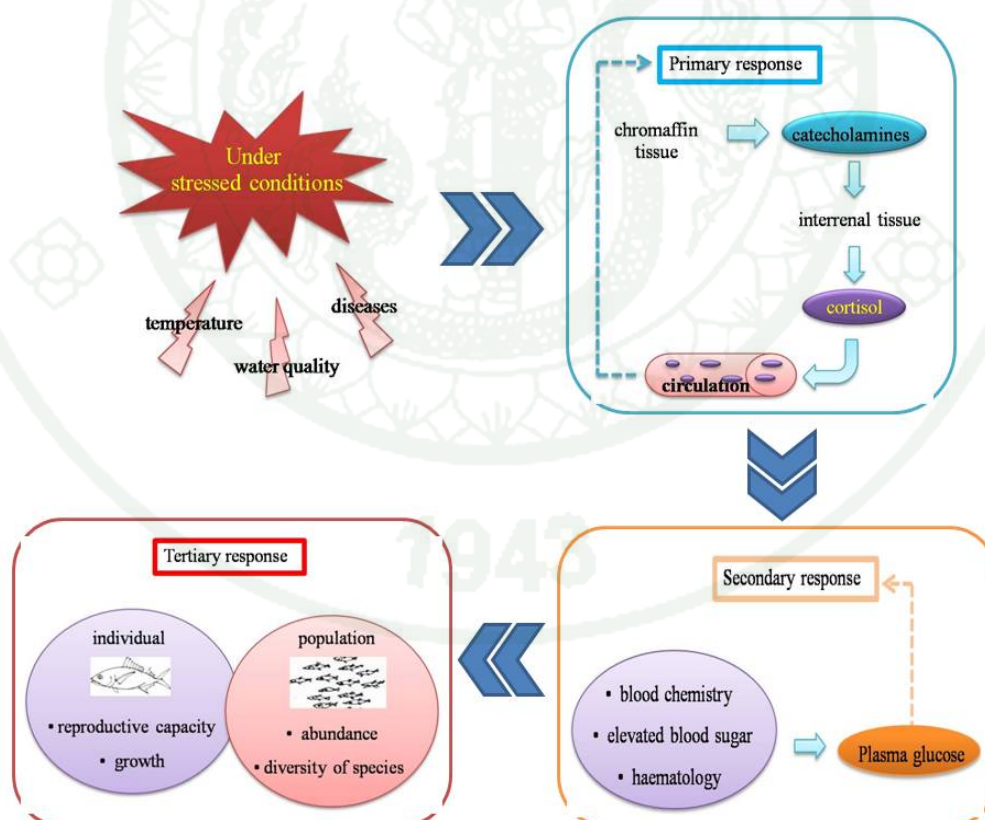 Under
stressed conditions
temperature
water quality
diseases
Primary response
chromaffin
tissue
catecholamines
interrenal tissue
cortisol
circulation
Secondary response
• blood chemistry
• elevated blood sugar
• haematology
Plasma glucose
Tertiary response
individual
• reproductive capacity
• growth
population
• abundance
• diversity of species
1943